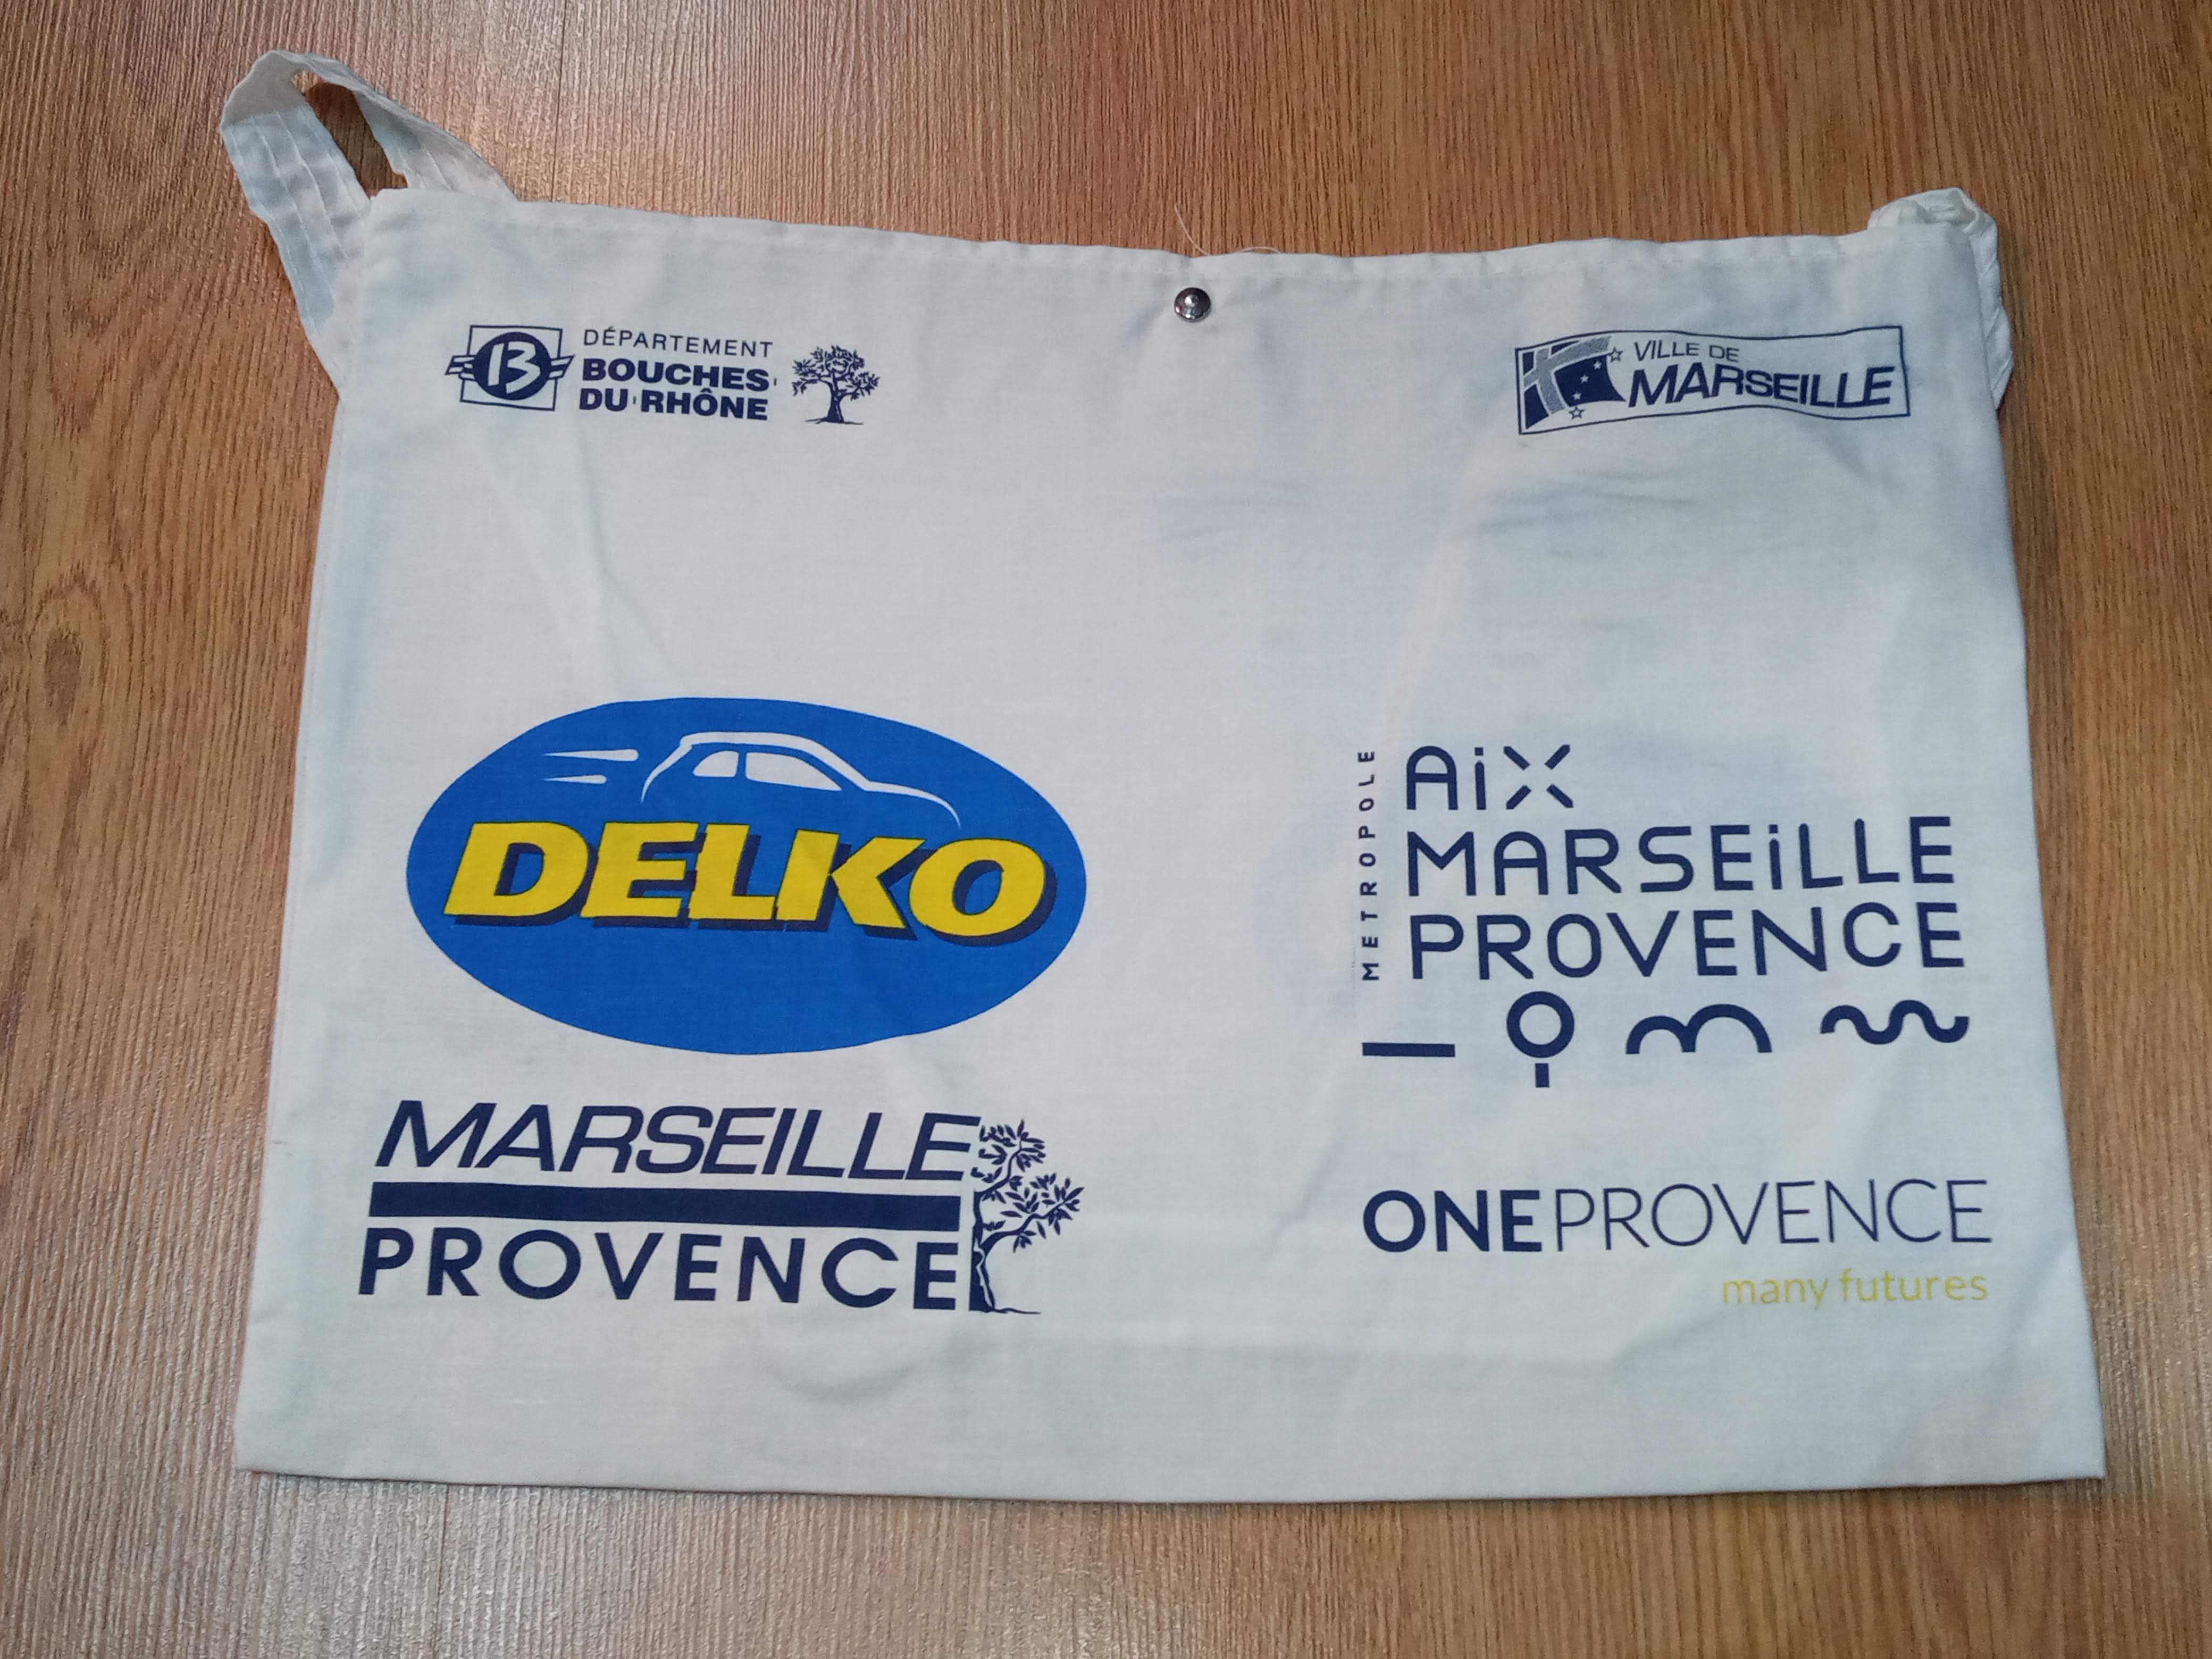 13
DÉPARTEMENT
BOUCHES-
DU-RHÔNE
VILLE DE
MARSEILLE
DELKO
MARSEILLE
PROVENCE
METROPOLE
AiX
MARSEiLLE
PROVENCE
ONEPROVENCE
many futures